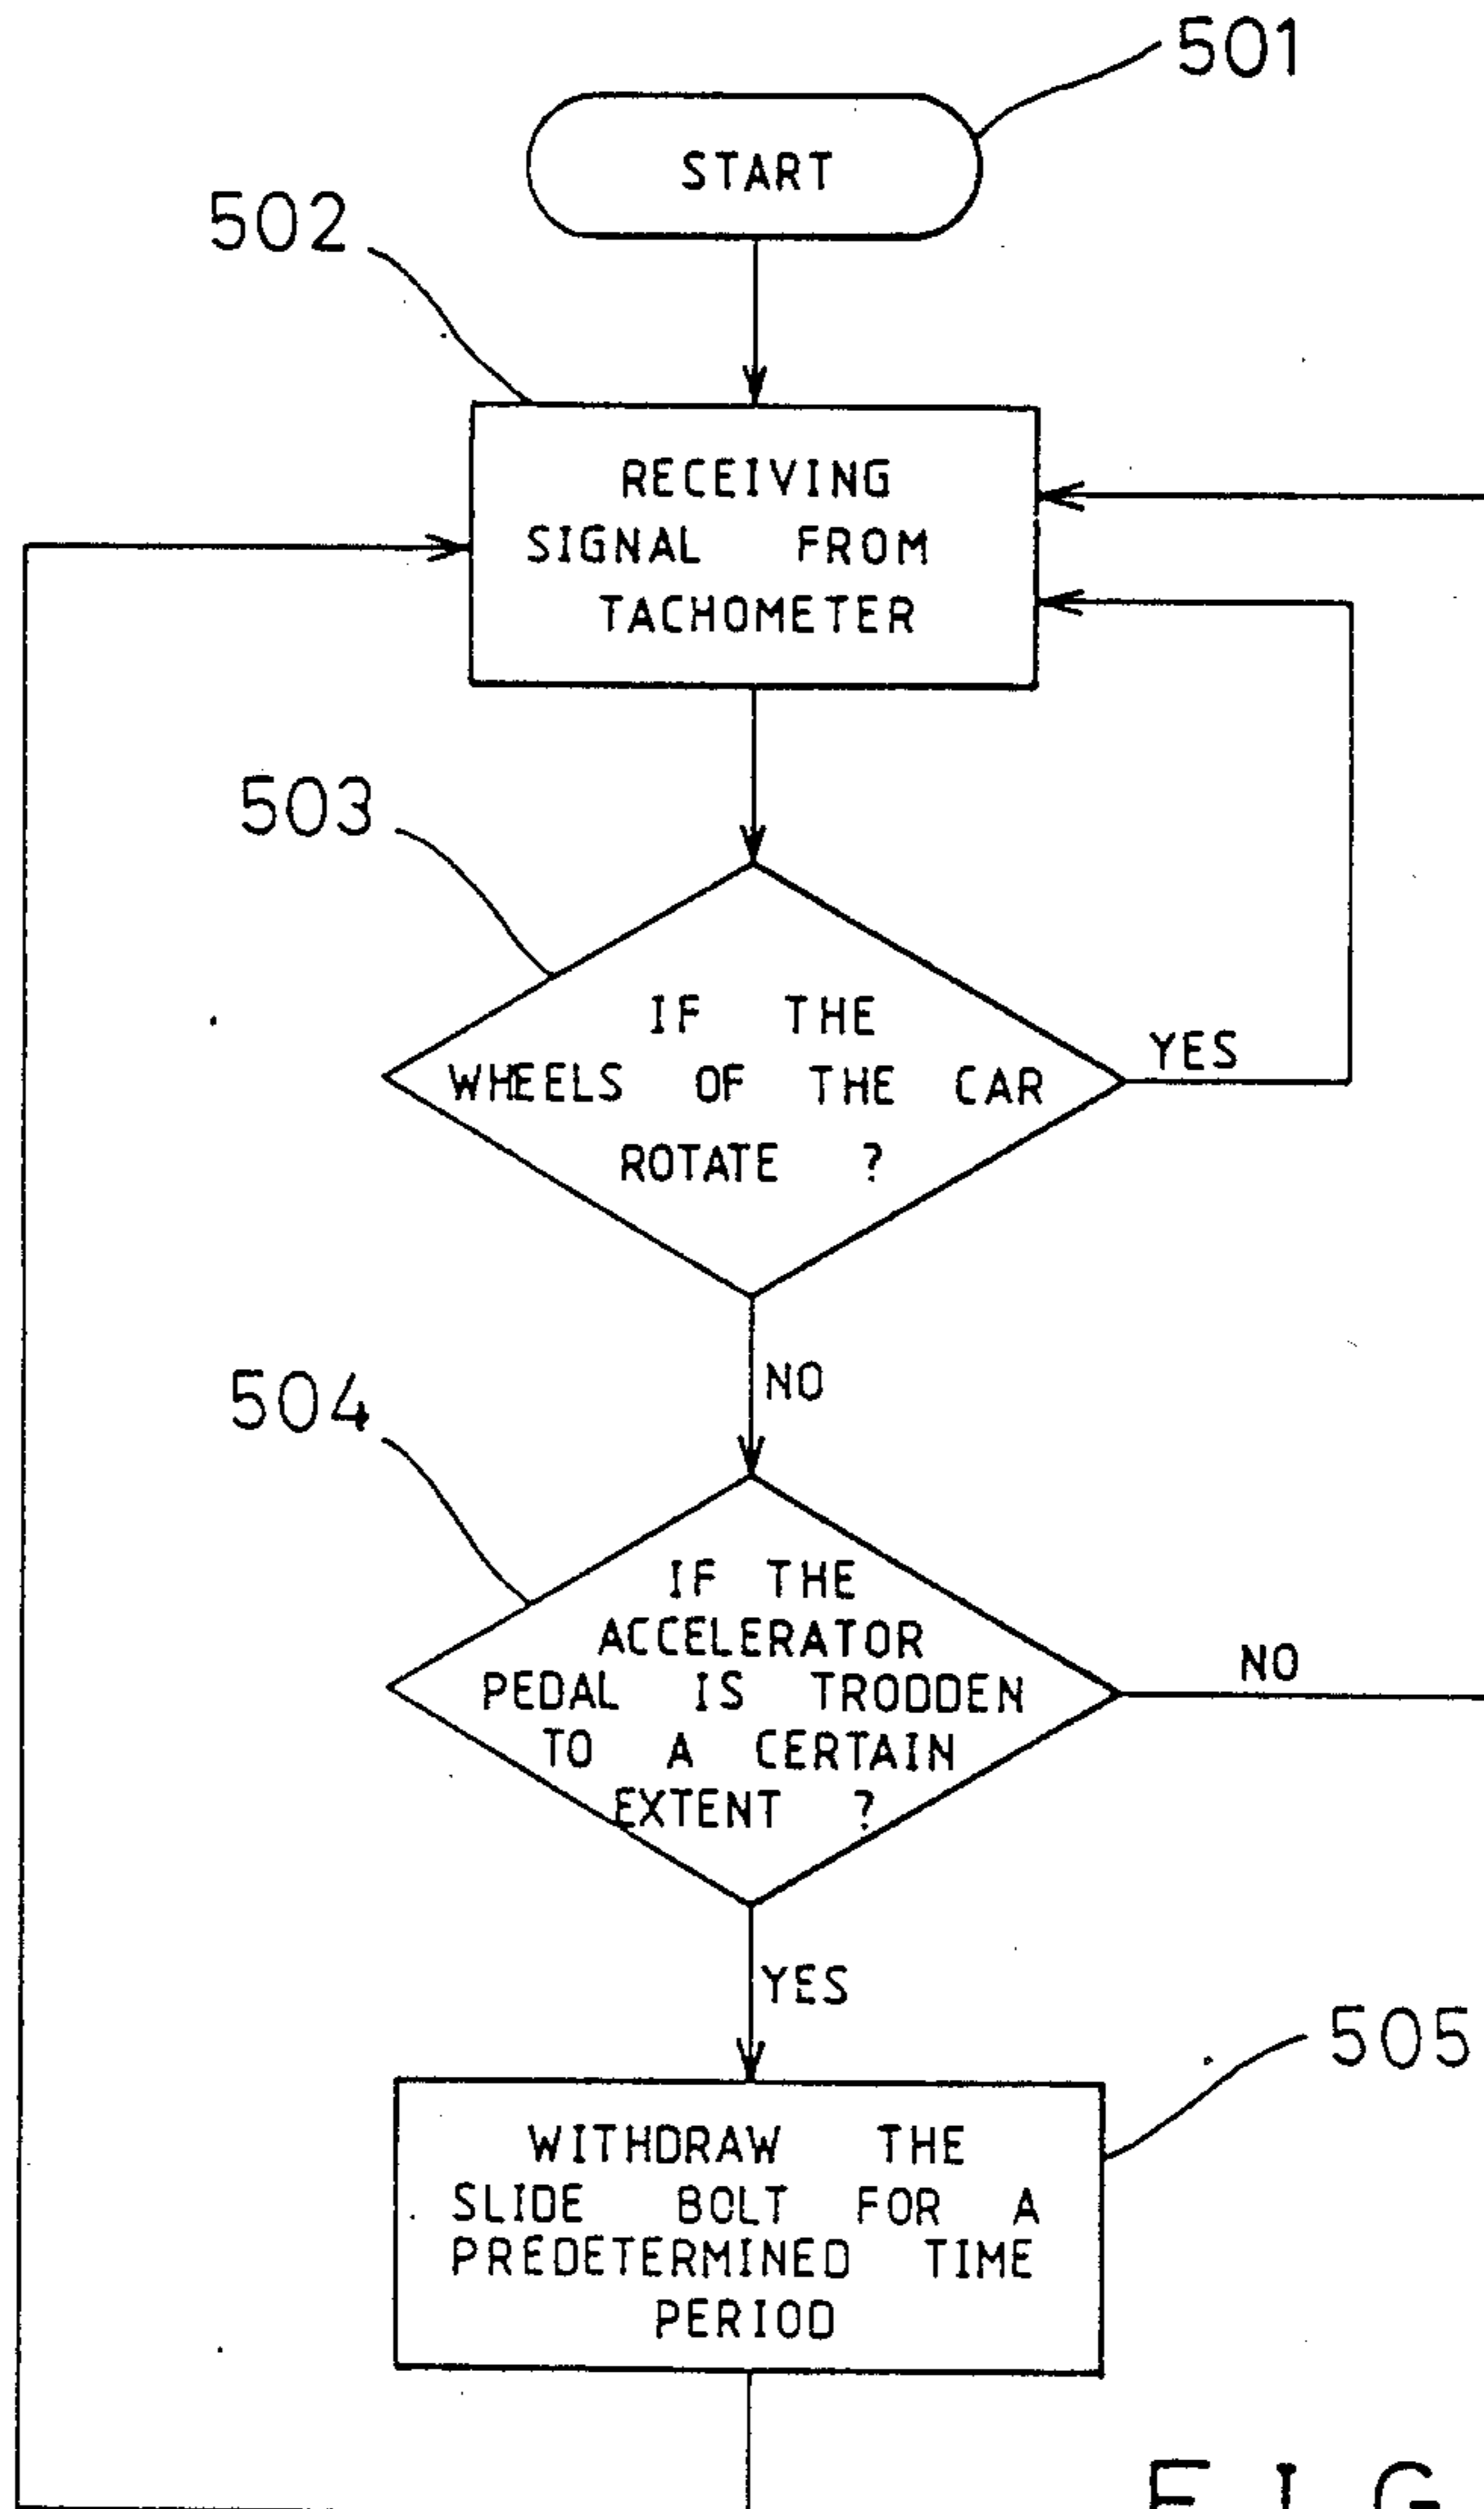 501
START
502
RECEIVING
SIGNAL FROM
TACHOMETER
503
IF THE
WHEELS OF THE CAR
ROTATE ?
YES
NO
504
IF THE
ACCELERATOR
PEDAL IS TRODDEN
TO A CERTAIN
EXTENT ?
NO
YES
505
WITHDRAW THE
SLIDE BOLT FOR A
PREDETERMINED TIME
PERIOD
FIG